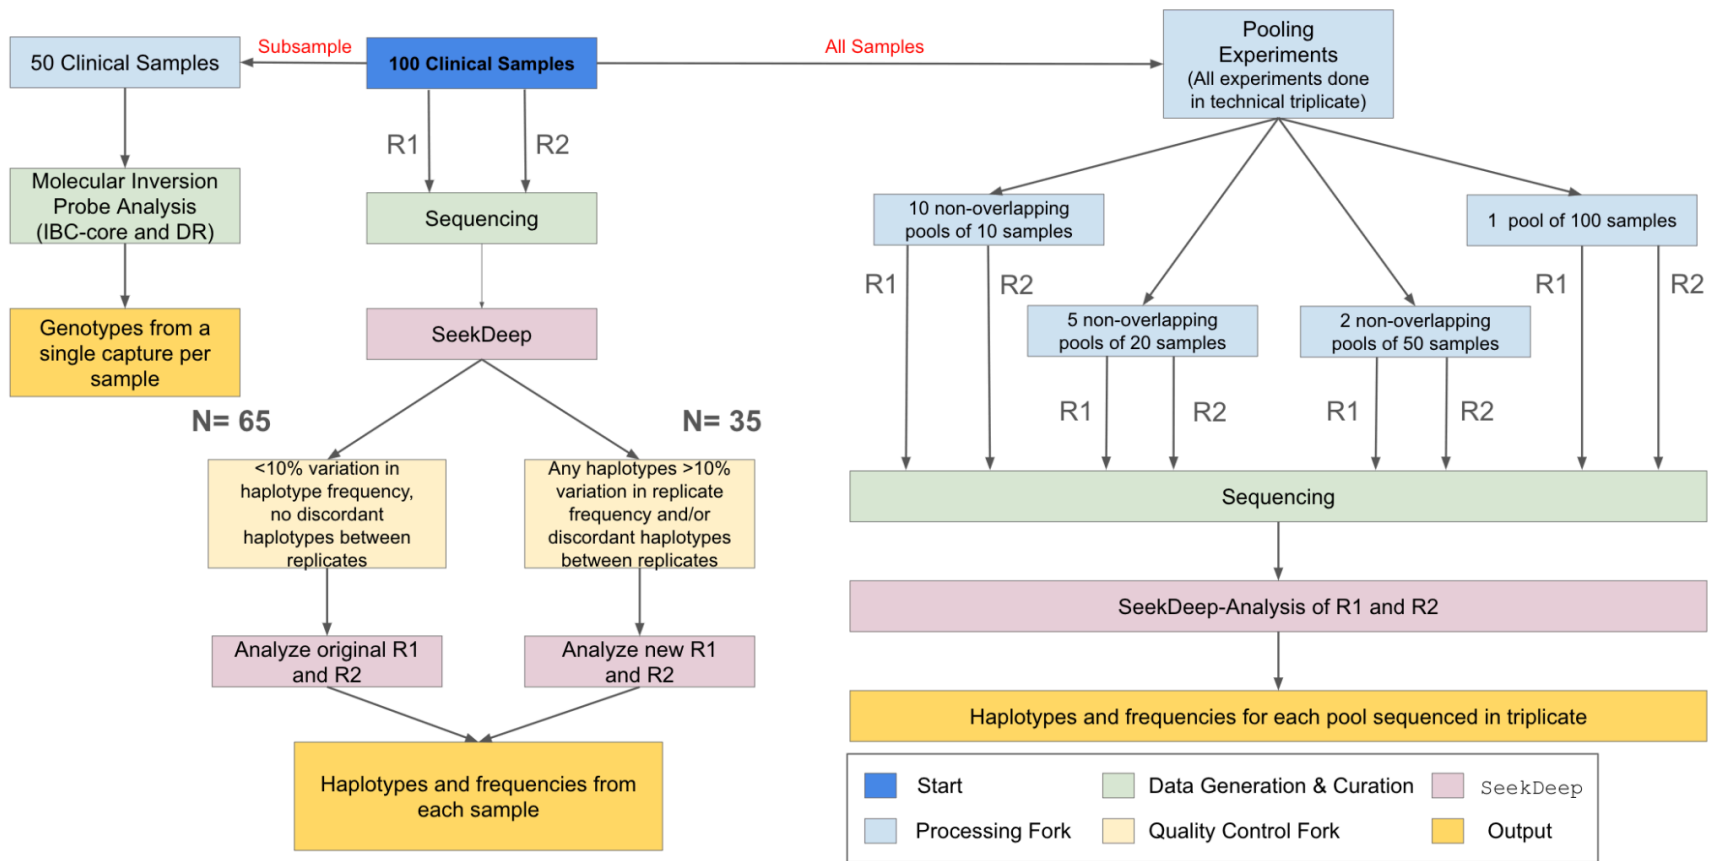 50 Clinical Samples
Subsample
100 Clinical Samples
All Samples
Pooling
Experiments
(All experiments done
in technical triplicate)
R1
R2
Molecular Inversion
Probe Analysis
(IBC-core and DR)
Sequencing
Genotypes from a
single capture per
sample
SeekDeep
N= 65
N= 35
<10% variation in
haplotype frequency,
no discordant
haplotypes between
replicates
Any haplotypes >10%
variation in replicate
frequency and/or
discordant haplotypes
between replicates
Analyze original R1
and R2
Analyze new R1
and R2
Haplotypes and frequencies from
each sample
10 non-overlapping
pools of 10 samples
1 pool of 100 samples
R1
R2
R1
R2
5 non-overlapping
pools of 20 samples
2 non-overlapping
pools of 50 samples
R1
R2
R1
R2
Sequencing
SeekDeep-Analysis of R1 and R2
Haplotypes and frequencies for each pool sequenced in triplicate
Start
Data Generation & Curation
SeekDeep
Processing Fork
Quality Control Fork
Output